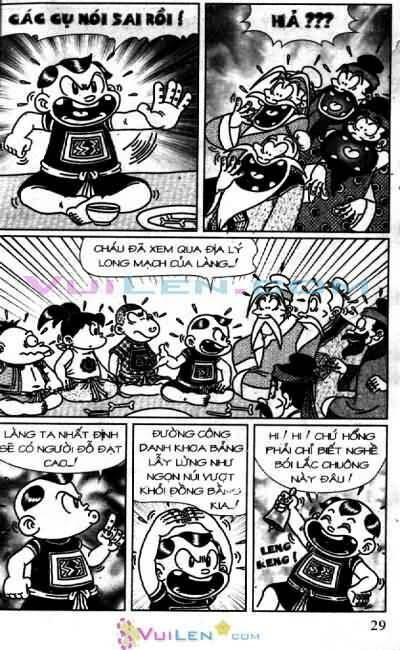 CÁC CỤ NÓI SAI RỒI!
HẢ ???
CHÁU ĐÃ XEM QUA ĐỊA LÝ
LONG MẠCH CỦA LÀNG...!
VuiLen.com
LÀNG TA NHẤT ĐỊNH
SẼ CÓ NGƯỜI ĐỖ ĐẠT
CAO...!
ĐƯỜNG CÔNG
DANH KHOA BẢNG
LẪY LỪNG NHƯ
NGỌN NÚI VƯỢT
KHỎI ĐỒNG BẰNG
KIA...!
HI! HI! CHỨ HỔNG
PHẢI CHỈ BIẾT NGHỀ
BÓI LẮC CHUÔNG
NÀY ĐÂU!
LENG
KENG!
29
VuiLen.com